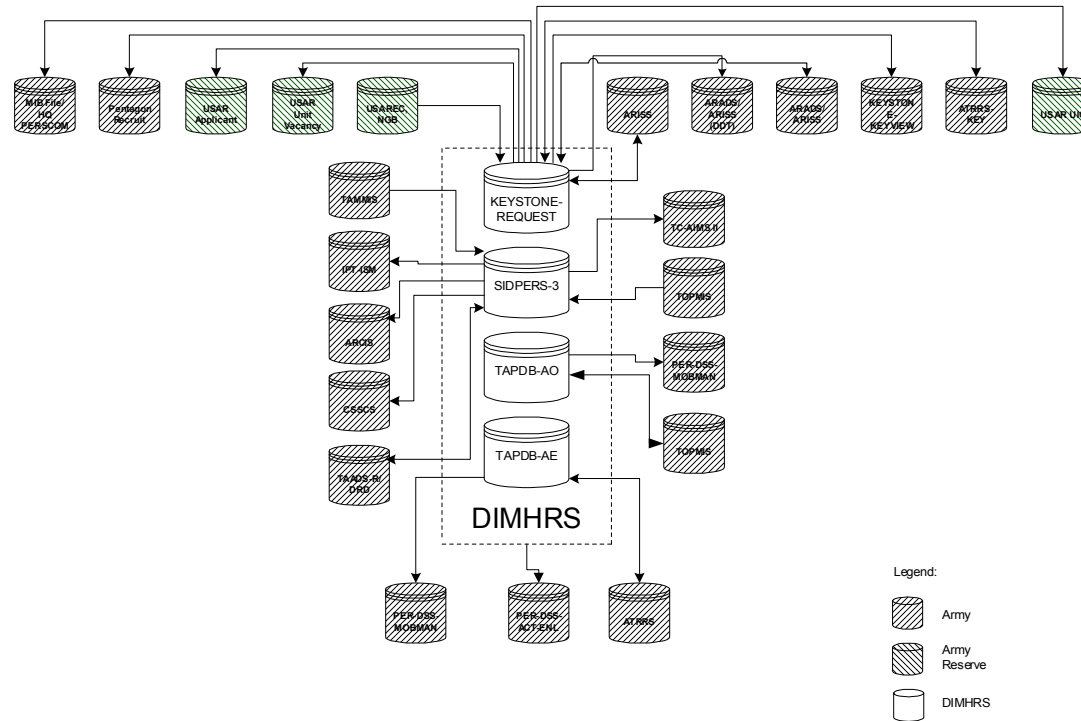 MIB File/
HQ
PERSCOM
Pentagon
Recruit
USAR
Applicant
USAR
Unit
Vacancy
USAREC
NGB
ARISS
ARADS/
ARISS
(DDT)
ARADS/
ARISS
KEYSTON
E-
KEYVIEW
ATRRS-
KEY
KEYSTONE-
REQUEST
TAMMIS
TC-AIMS II
IPT-ISM
SIDPERS-3
TOPMIS
ARCIS
TAPDB-AO
PER-DSS-
MOBMAN
CSSCS
TAPDB-AE
TOPMIS
TAADS-R/
DRD
DIMHRS
PER-DSS-
MOBMAN
PER-DSS-
ACT-ENL
ATRRS
Legend:
Army
Army
Reserve
DIMHRS